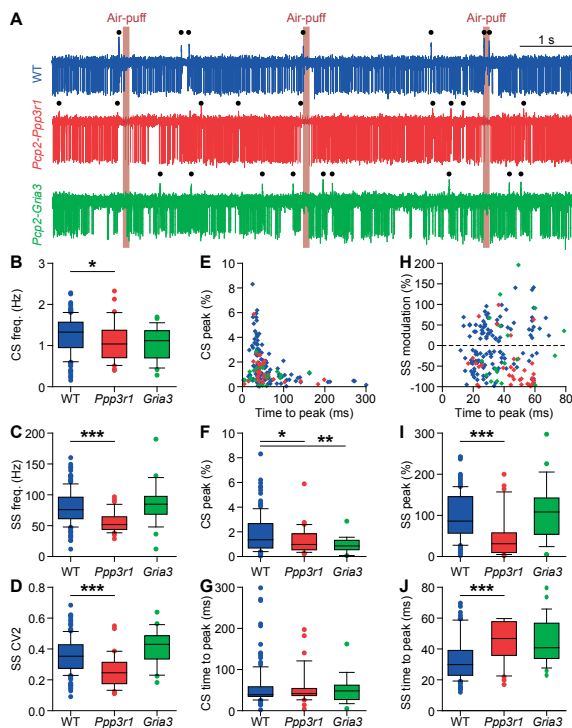 A
Air-puff Air-puff Air-puff
1 s
WT
Pcp2-Ppp3r1
Pcp2-Gria3
B
CS freq. (Hz)
3
2
1
0
*
WT Ppp3r1 Gria3
E
CS peak (%)
10
8
6
4
2
0
0 100 200 300
Time to peak (ms)
H
SS modulation (%)
200
150
100
50
0
-50
-100
0 20 40 60 80
Time to peak (ms)
C
SS freq. (Hz)
200
150
100
50
0
***
WT Ppp3r1 Gria3
F
CS peak (%)
10
8
6
4
2
0
* **
WT Ppp3r1 Gria3
I
SS peak (%)
300
200
100
0
***
WT Ppp3r1 Gria3
D
SS CV2
0.8
0.6
0.4
0.2
0
***
WT Ppp3r1 Gria3
G
CS time to peak (ms)
300
200
100
50
0
WT Ppp3r1 Gria3
J
SS time to peak (ms)
80
60
40
20
0
***
WT Ppp3r1 Gria3